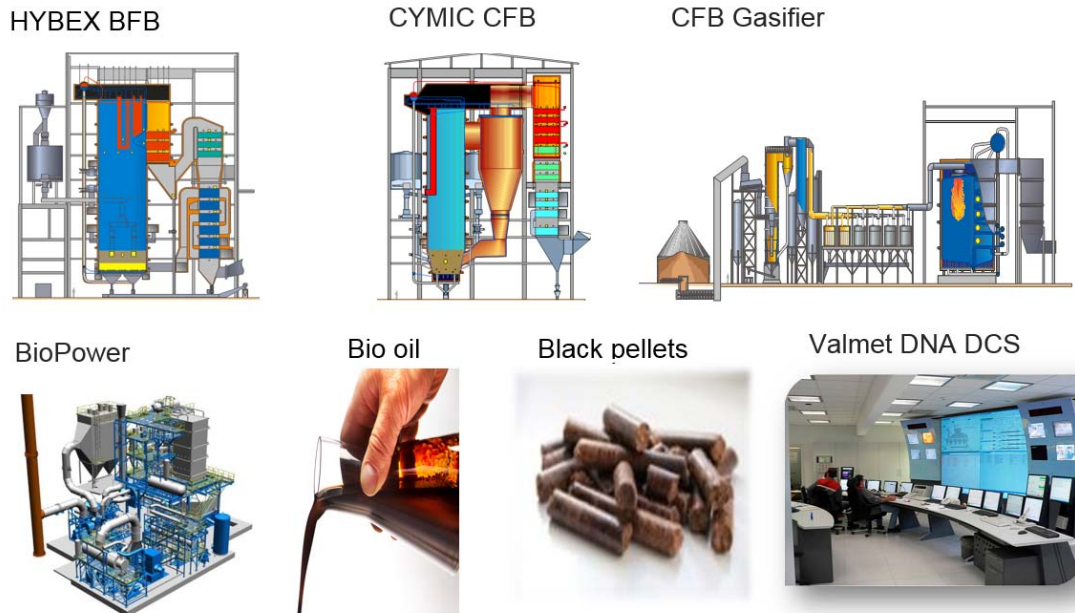 HYBEX BFB
CYMIC CFB
CFB Gasifier
BioPower
Bio oil
Black pellets
Valmet DNA DCS